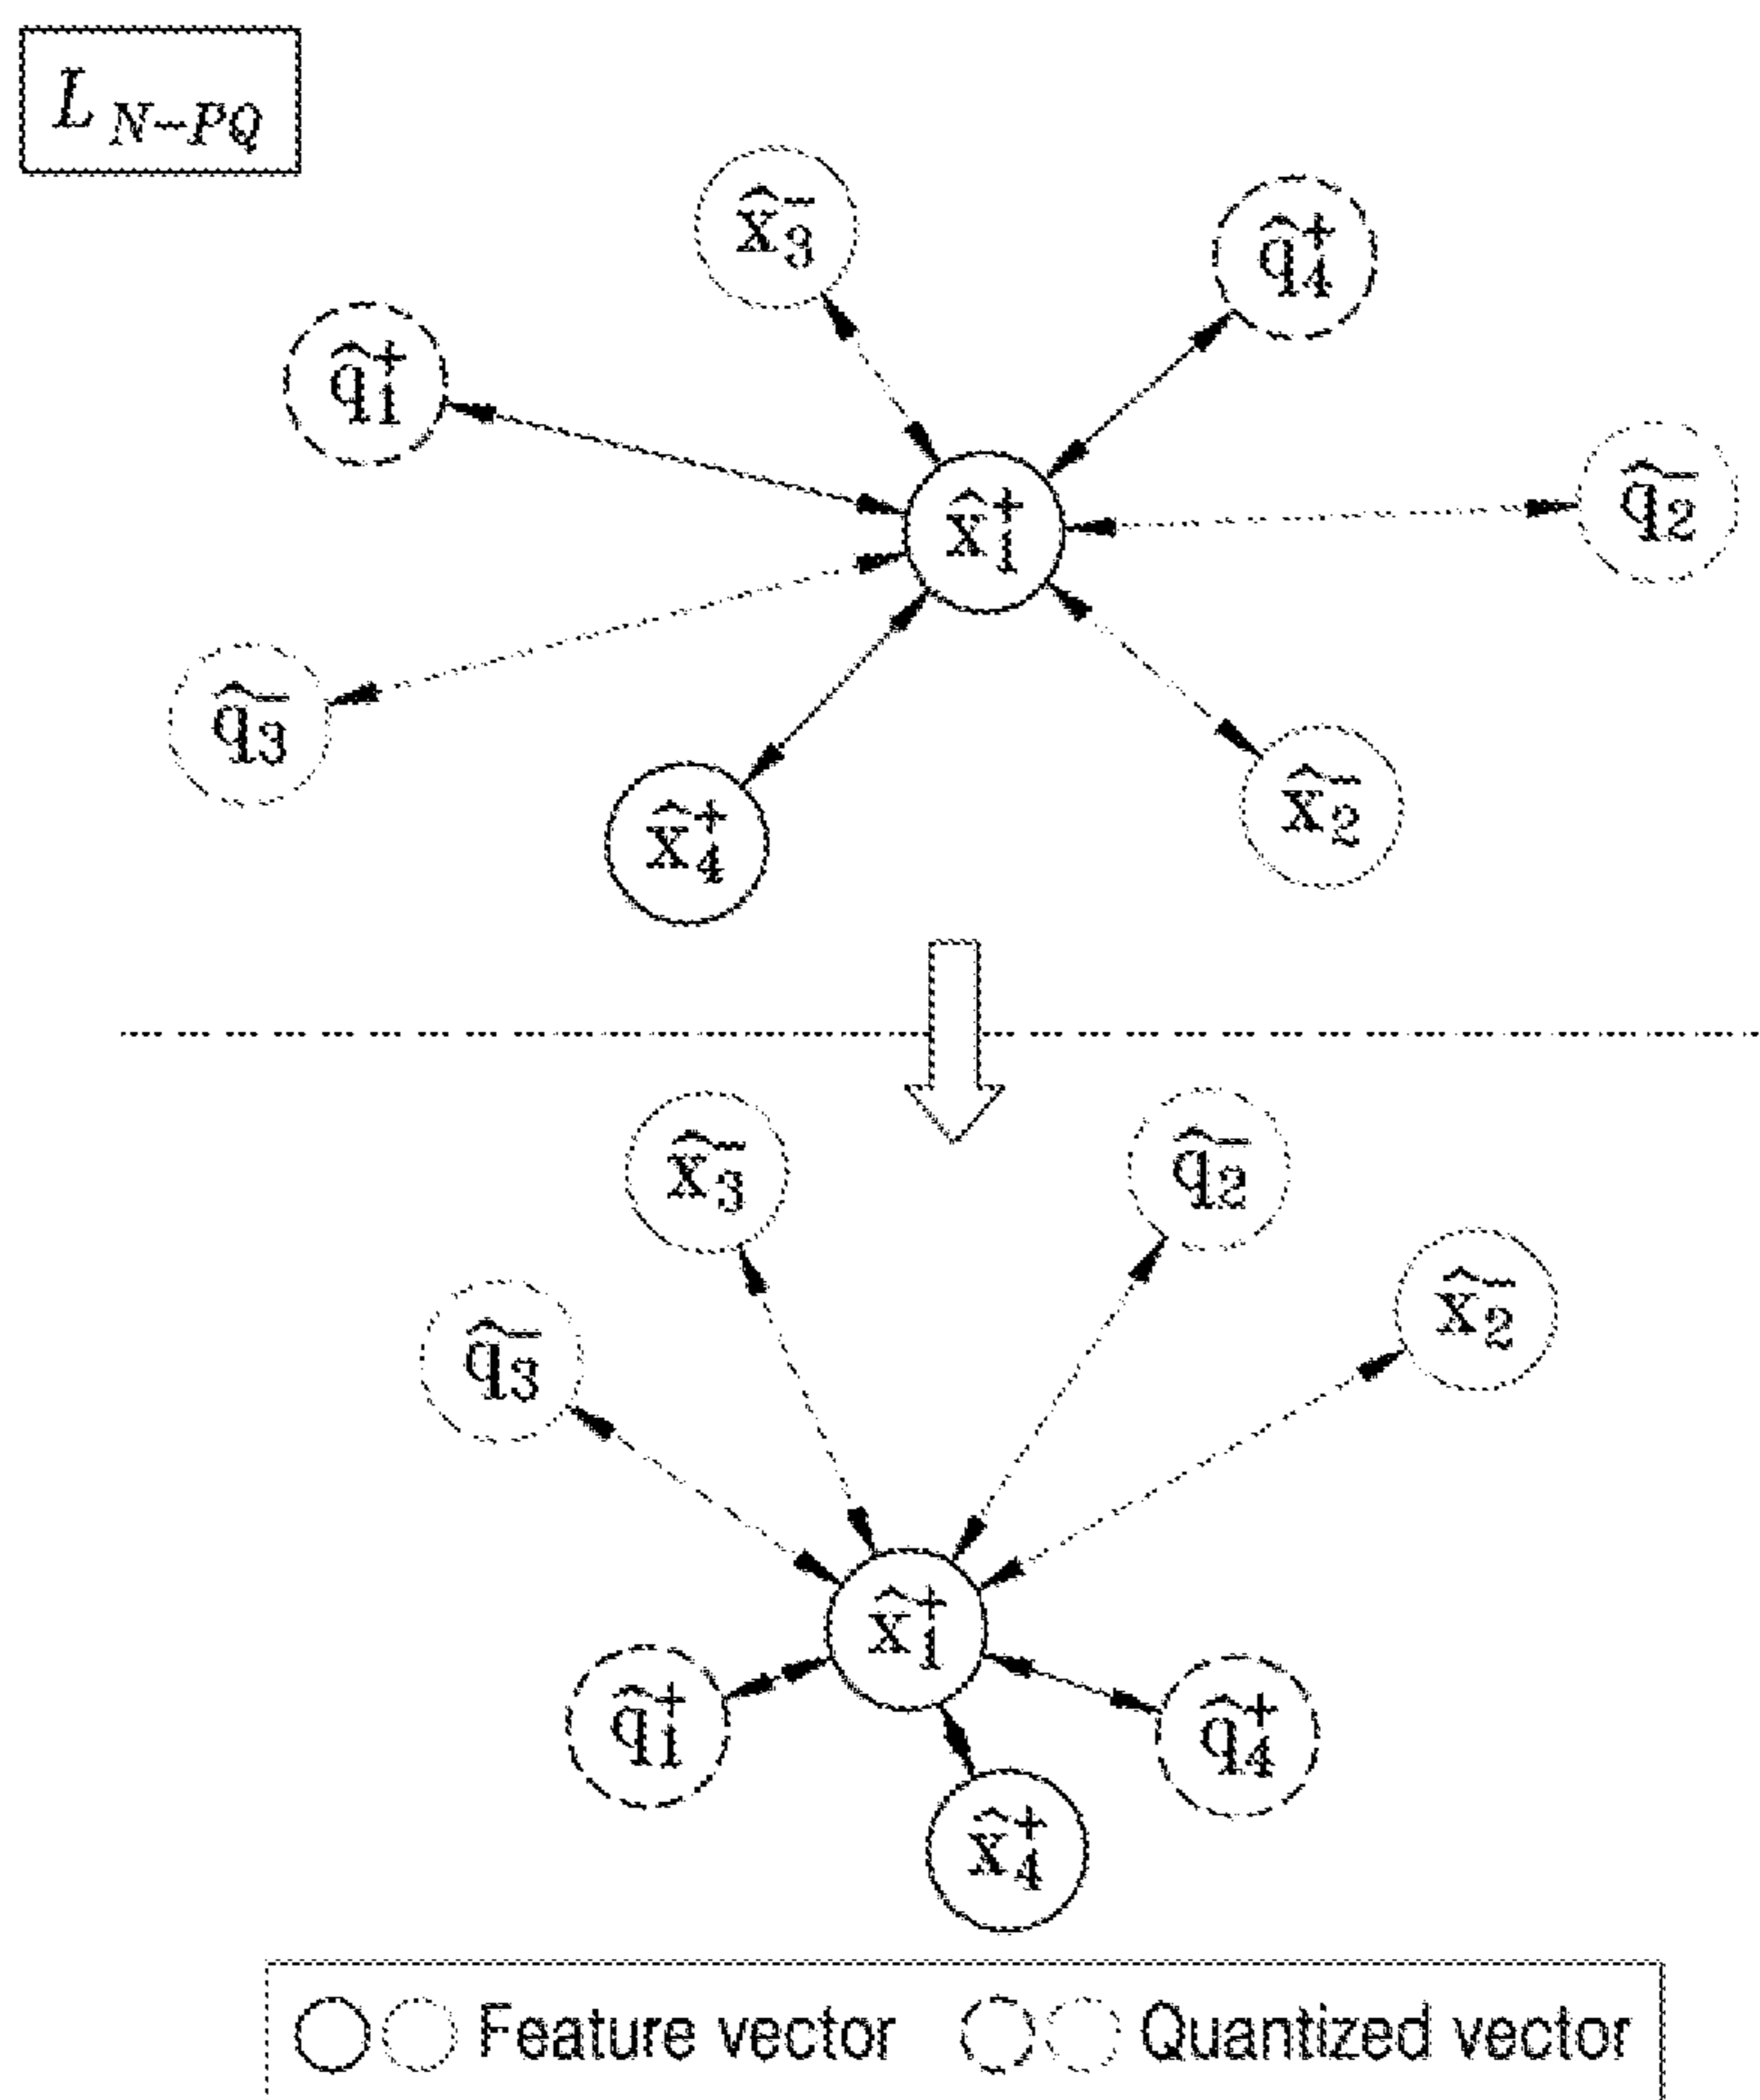 L_{N-PQ}
x̂₃⁻
q̂₄⁺
q̂₁⁺
q̂₂⁻
x̂₁⁺
q̂₃⁻
x̂₂⁻
x̂₄⁺
x̂₃⁻
q̂₂⁻
x̂₂⁻
q̂₃⁻
x̂₁⁺
q̂₁⁺
q̂₄⁺
x̂₄⁺
Feature vector Quantized vector